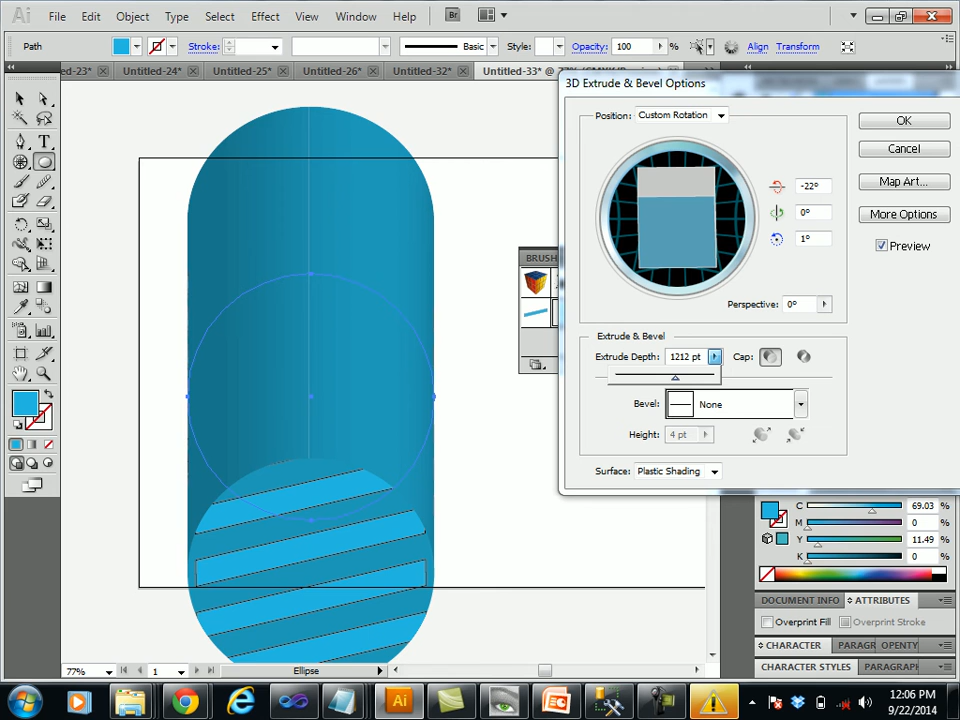 Ai File Edit Object Type Select Effect View Window Help Br
Path Stroke: Basic Style: Opacity: 100 % Align Transform
ed-23* Untitled-24* Untitled-25* Untitled-26* Untitled-32* Untitled-33* @
3D Extrude & Bevel Options
Position: Custom Rotation
OK
Cancel
Map Art...
More Options
Preview
-22°
0°
1°
Perspective: 0°
BRUSH
Extrude & Bevel
Extrude Depth: 1212 pt Cap:
Bevel: None
Height: 4 pt
Surface: Plastic Shading
C 69.03 %
M 0 %
Y 11.49 %
K 0 %
DOCUMENT INFO ATTRIBUTES
Overprint Fill Overprint Stroke
CHARACTER PARAGR OPENTY
CHARACTER STYLES PARAGRAPH
77% 1 Ellipse
Ai
12:06 PM
9/22/2014